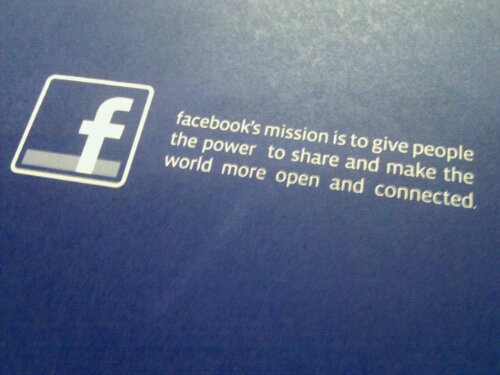 f
facebook's mission is to give people
the power to share and make the
world more open and connected.